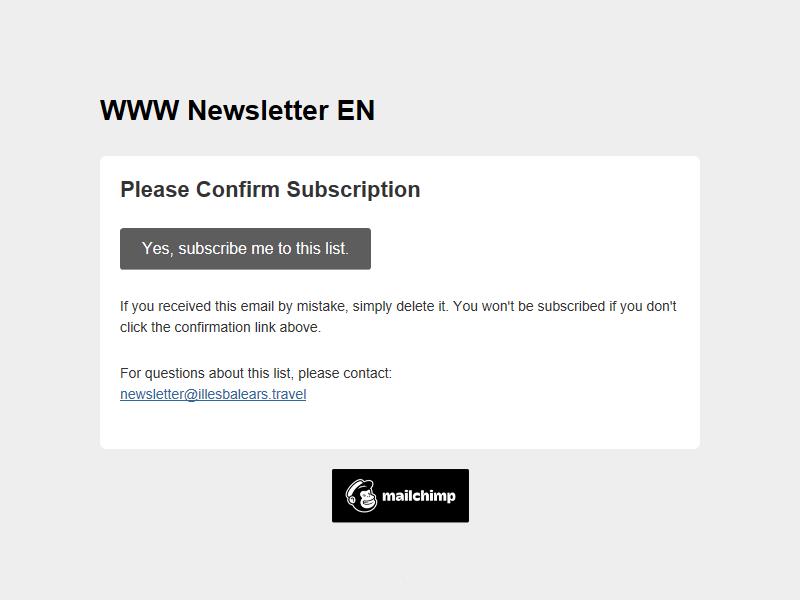 WWW Newsletter EN
Please Confirm Subscription
Yes, subscribe me to this list.
If you received this email by mistake, simply delete it. You won't be subscribed if you don't
click the confirmation link above.
For questions about this list, please contact:
newsletter@illesbalears.travel
mailchimp